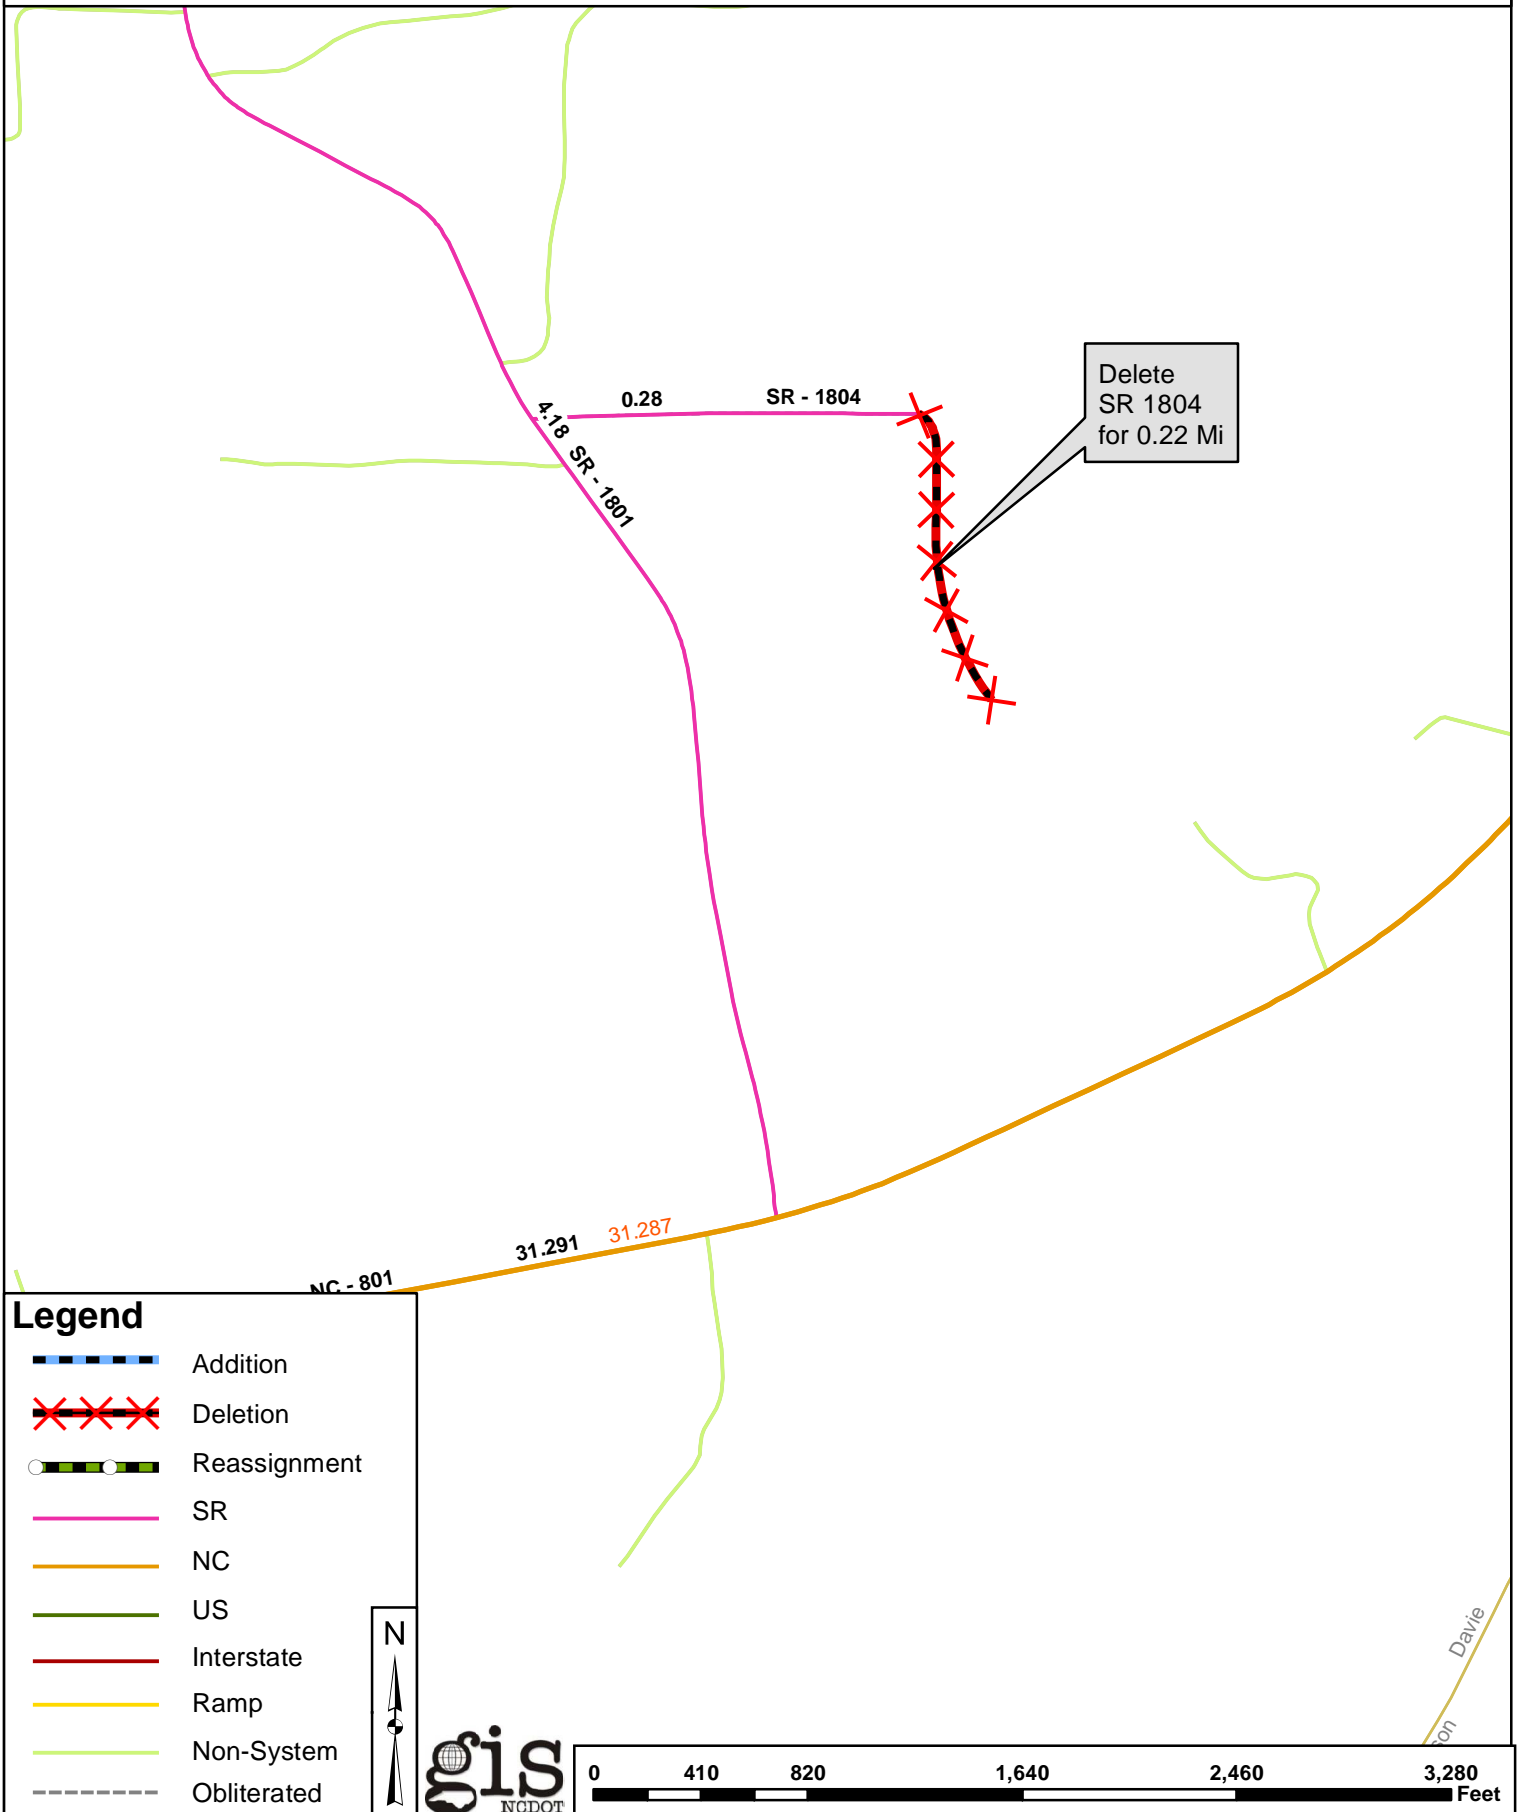 0.28
SR - 1804
Delete
SR 1804
for 0.22 Mi
4.18 SR - 1801
31.291
31.287
NC - 801
Legend
Addition
Deletion
Reassignment
SR
NC
US
Interstate
Ramp
Non-System
Obliterated
N
gis
NCDOT
0 410 820 1,640 2,460 3,280
Feet
Davie
son